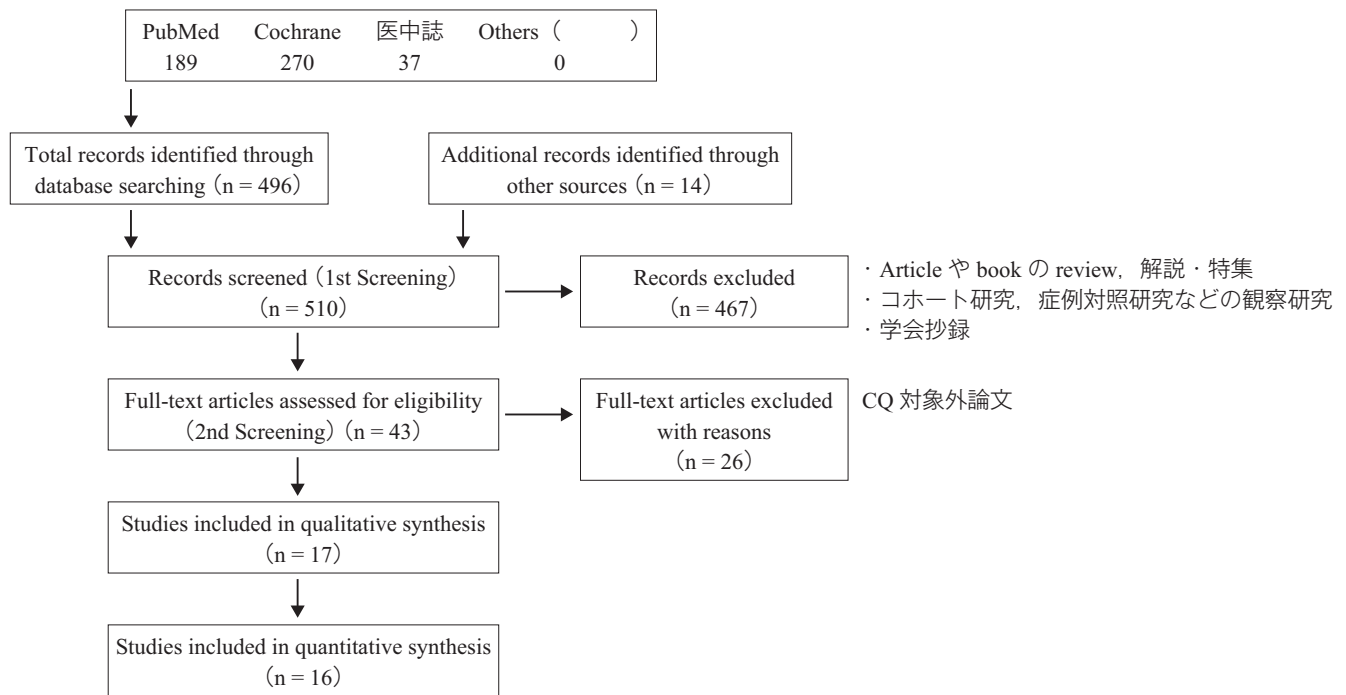 PubMed Cochrane 医中誌 Others（ ）
189 270 37 0
Total records identified through
database searching（n = 496）
Additional records identified through
other sources（n = 14）
Records screened（1st Screening）
（n = 510）
Records excluded
（n = 467）
・Article や book の review，解説・特集
・コホート研究，症例対照研究などの観察研究
・学会抄録
Full-text articles assessed for eligibility
（2nd Screening）（n = 43）
Full-text articles excluded
with reasons
（n = 26）
CQ 対象外論文
Studies included in qualitative synthesis
（n = 17）
Studies included in quantitative synthesis
（n = 16）